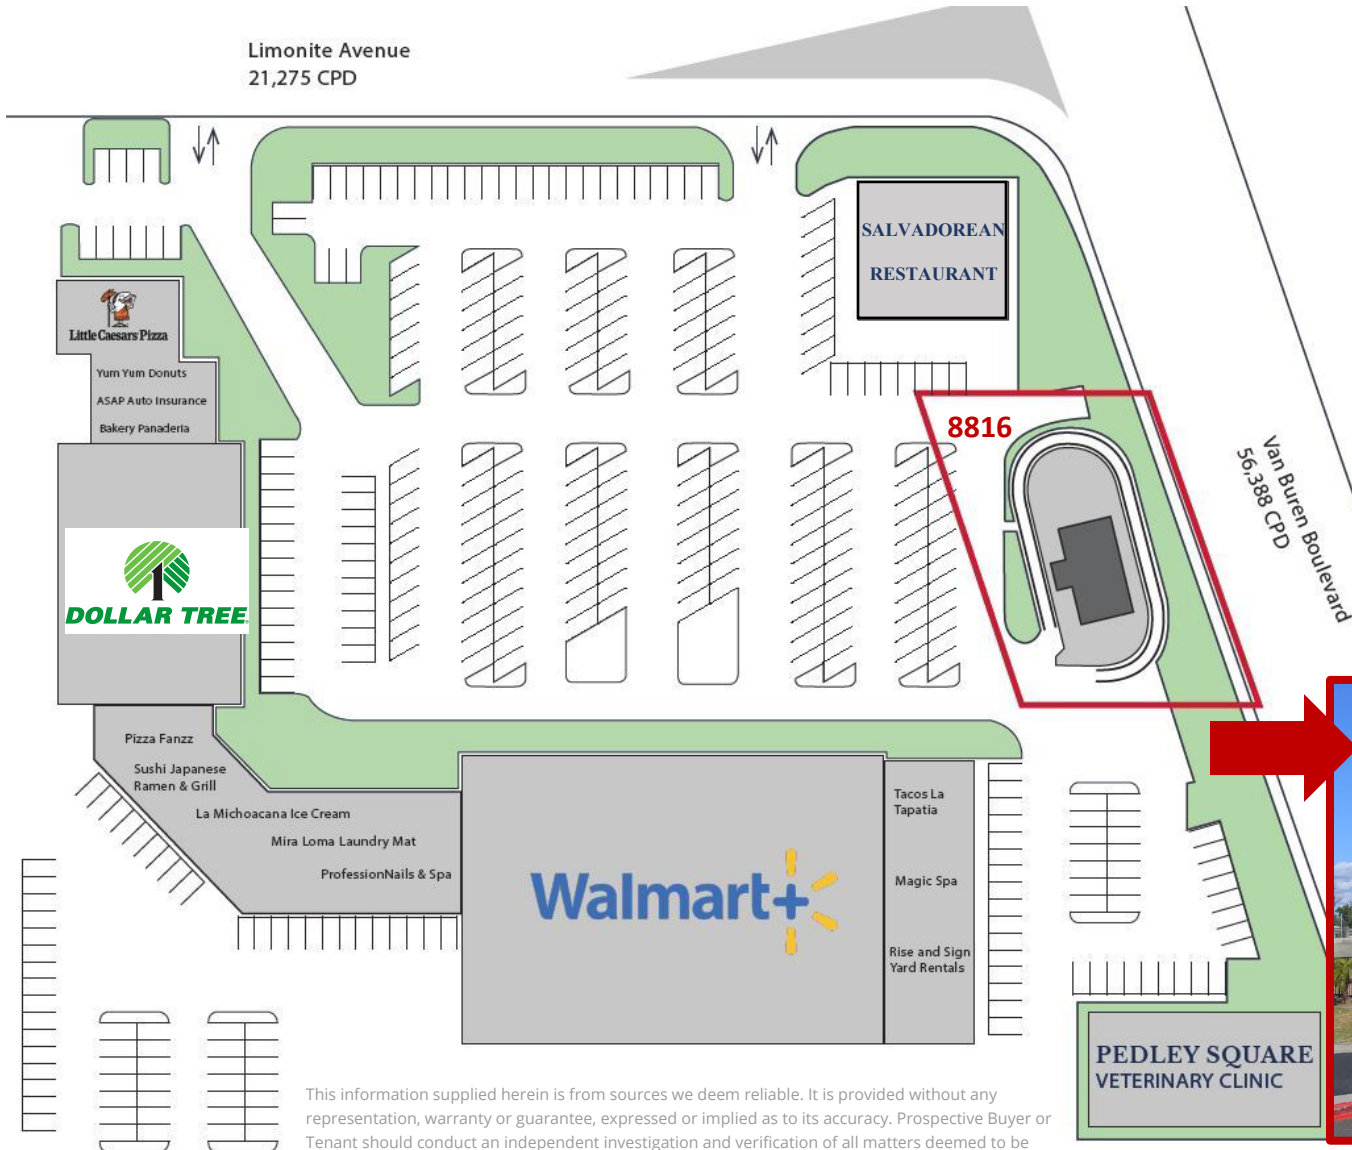 Limonite Avenue
21,275 CPD
SALVADOREAN
RESTAURANT
Little Caesars Pizza
Yum Yum Donuts
ASAP Auto Insurance
Bakery Panaderia
8816
Van Buren Boulevard
56,388 CPD
DOLLAR TREE
Pizza Fanzz
Sushi Japanese
Ramen & Grill
La Michoacana Ice Cream
Mira Loma Laundry Mat
ProfessionNails & Spa
Walmart+
Tacos La
Tapatia
Magic Spa
Rise and Sign
Yard Rentals
PEDLEY SQUARE
VETERINARY CLINIC
This information supplied herein is from sources we deem reliable. It is provided without any
representation, warranty or guarantee, expressed or implied as to its accuracy. Prospective Buyer or
Tenant should conduct an independent investigation and verification of all matters deemed to be